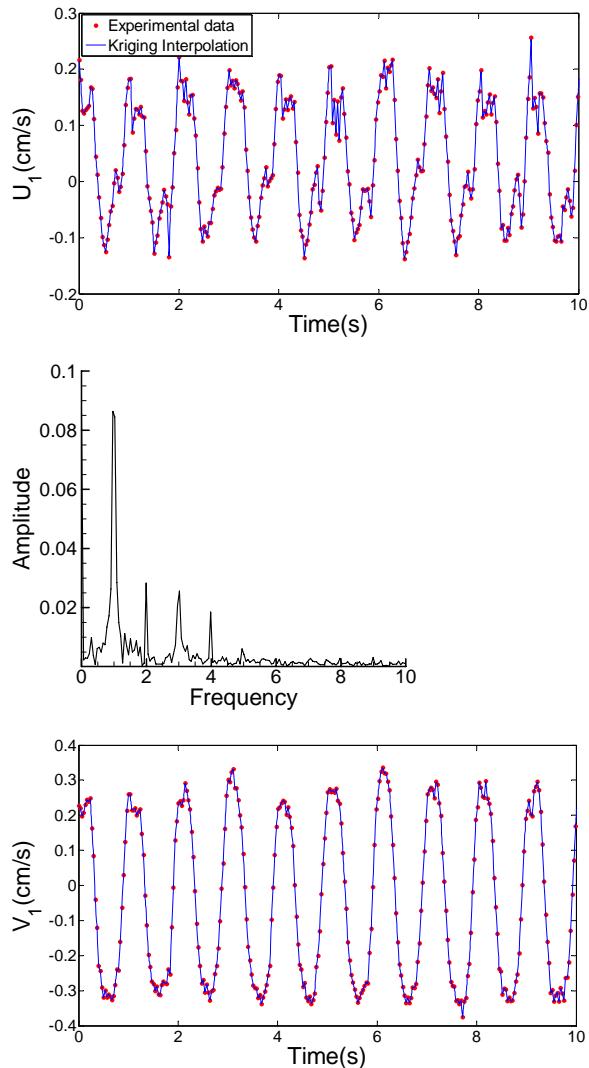 0.3
Experimental data
Kriging Interpolation
0.2
0.1
0
-0.1
-0.2
U_1(cm/s)
0 2 4 6 8 10
Time(s)
0.1
0.08
0.06
0.04
0.02
Amplitude
0 2 4 6 8 10
Frequency
0.4
0.3
0.2
0.1
0
-0.1
-0.2
-0.3
-0.4
V_1(cm/s)
0 2 4 6 8 10
Time(s)